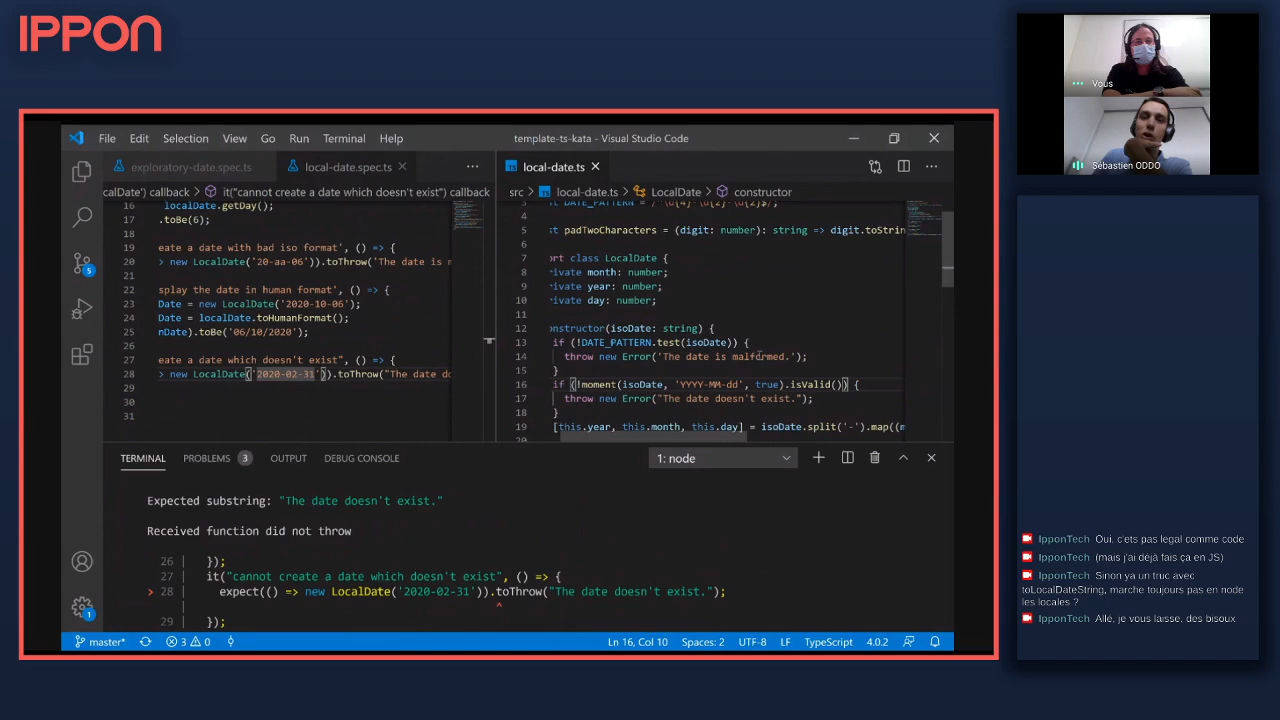 IPPON
File Edit Selection View Go Run Terminal Help
template-ts-kata - Visual Studio Code
exploratory-date.spec.ts
local-date.spec.ts
local-date.ts
calDate') callback > it("cannot create a date which doesn't exist") callback
src > local-date.ts > LocalDate > constructor
16 localDate.getDay();
17 .toBe(6);
18
19 eate a date with bad iso format', () => {
20 > new LocalDate('20-aa-06')).toThrow('The date is m
21
22 splay the date in human format', () => {
23 Date = new LocalDate('2020-10-06');
24 Date = localDate.toHumanFormat();
25 nDate).toBe('06/10/2020');
26
27 eate a date which doesn't exist", () => {
28 > new LocalDate('2020-02-31')).toThrow("The date do
29
30
31
4
5 st padTwoCharacters = (digit: number): string => digit.toStrin
6
7 ort class LocalDate {
8 rivate month: number;
9 rivate year: number;
10 rivate day: number;
11
12 onstructor(isoDate: string) {
13 if (!DATE_PATTERN.test(isoDate)) {
14 throw new Error('The date is malformed.');
15 }
16 if (!moment(isoDate, 'YYYY-MM-dd', true).isValid()) {
17 throw new Error("The date doesn't exist.");
18 }
19 [this.year, this.month, this.day] = isoDate.split('-').map((m
TERMINAL PROBLEMS 3 OUTPUT DEBUG CONSOLE
1: node
Expected substring: "The date doesn't exist."
Received function did not throw
26 | });
27 | it("cannot create a date which doesn't exist", () => {
> 28 | expect(() => new LocalDate('2020-02-31')).toThrow("The date doesn't exist.");
| ^
29 | });
5
1
master* 3 0
Ln 16, Col 10 Spaces: 2 UTF-8 LF TypeScript 4.0.2
Vous
Sebastien ODDO
IpponTech Oui, c'ets pas legal comme code
IpponTech (mais j'ai déjà fais ça en JS)
IpponTech Sinon ya un truc avec
toLocalDateString, marche toujours pas en node
les locales ?
IpponTech Allé, je vous laisse, des bisoux